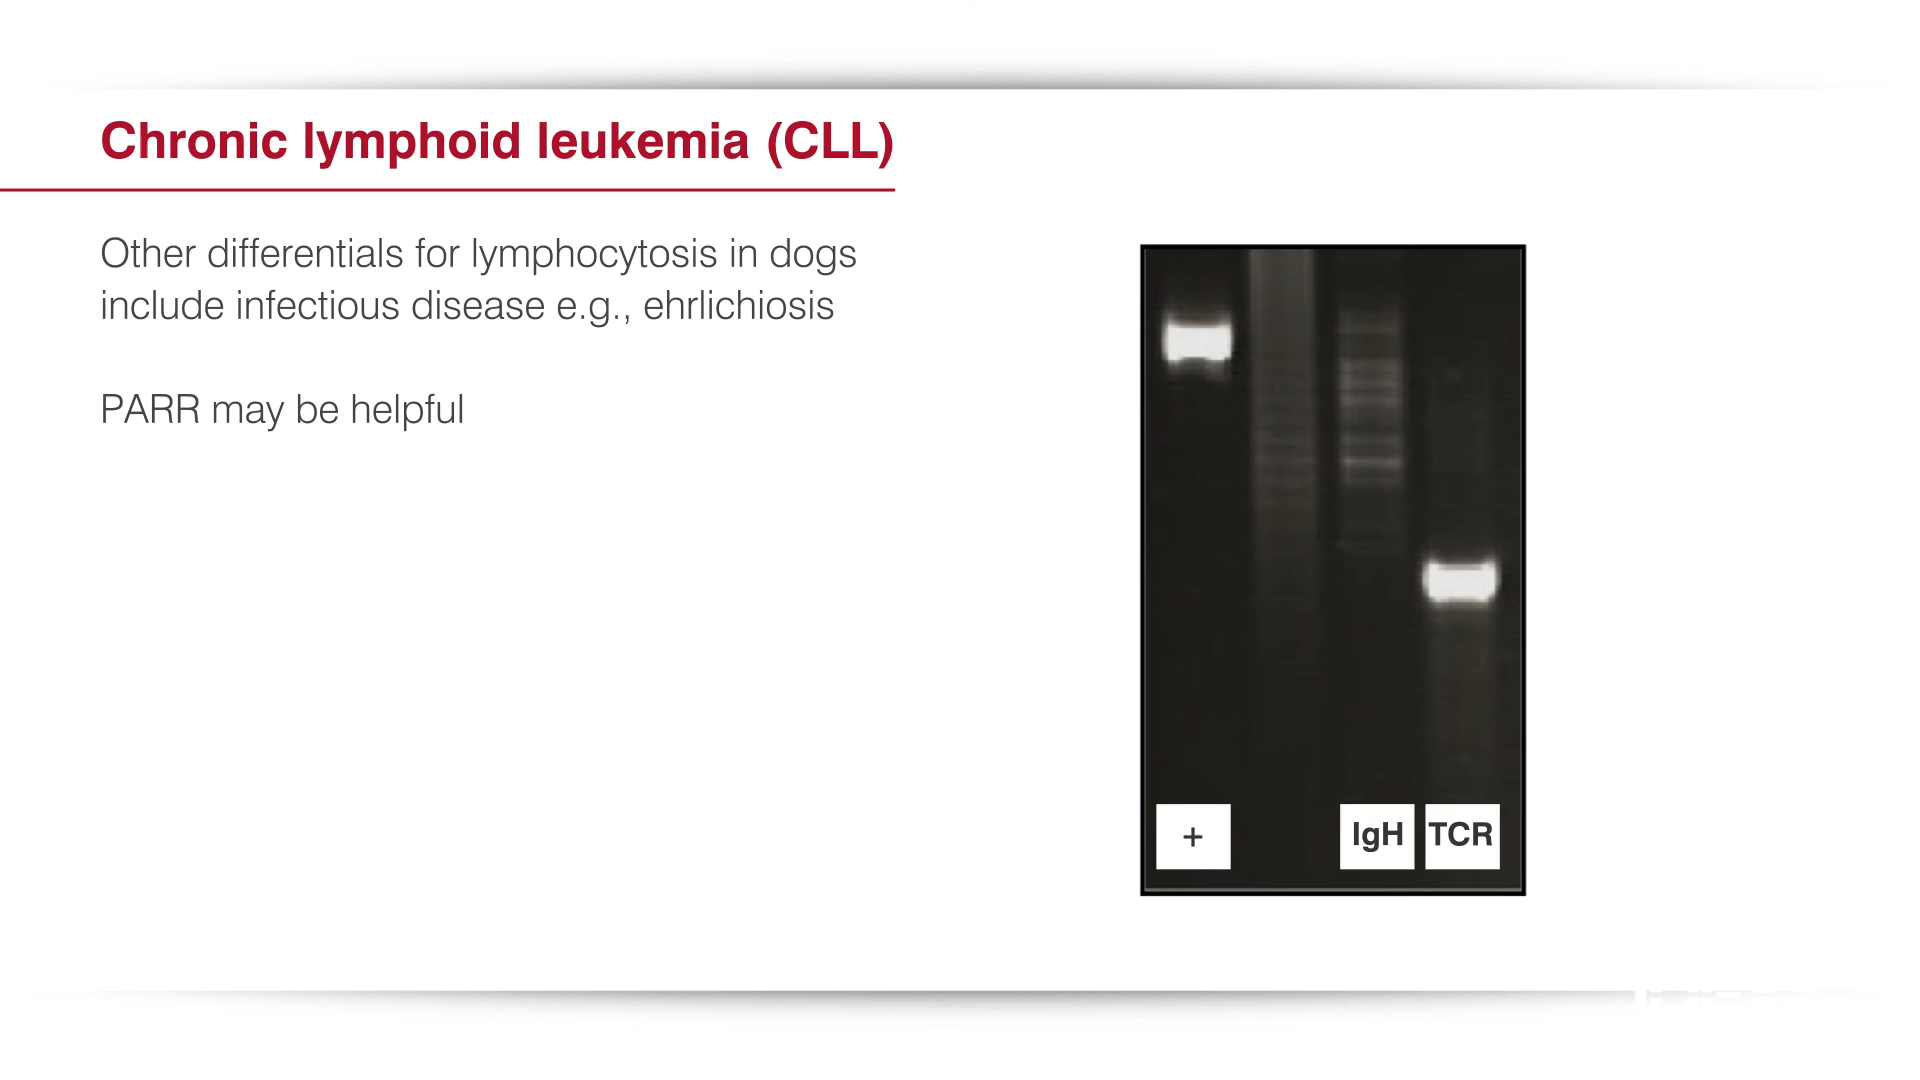 Chronic lymphoid leukemia (CLL)
Other differentials for lymphocytosis in dogs
include infectious disease e.g., ehrlichiosis
PARR may be helpful
+
IgH
TCR